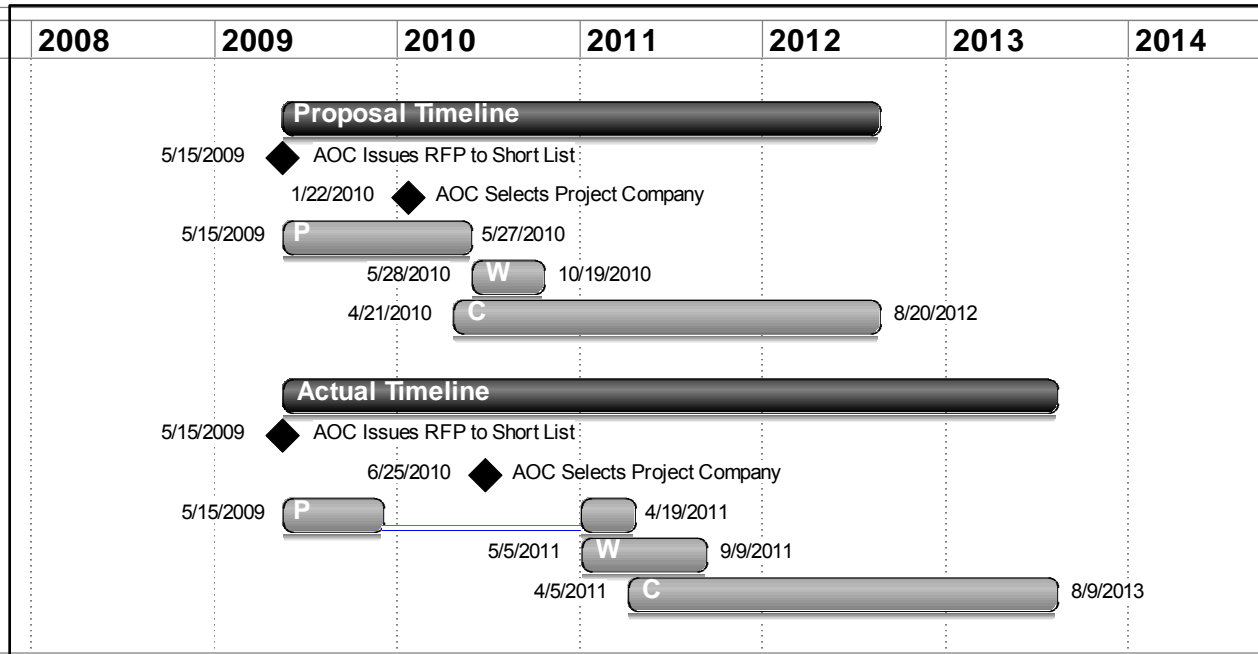 2008 2009 2010 2011 2012 2013 2014
Proposal Timeline
5/15/2009 AOC Issues RFP to Short List
1/22/2010 AOC Selects Project Company
5/15/2009 P 5/27/2010
5/28/2010 W 10/19/2010
4/21/2010 C 8/20/2012
Actual Timeline
5/15/2009 AOC Issues RFP to Short List
6/25/2010 AOC Selects Project Company
5/15/2009 P 4/19/2011
5/5/2011 W 9/9/2011
4/5/2011 C 8/9/2013